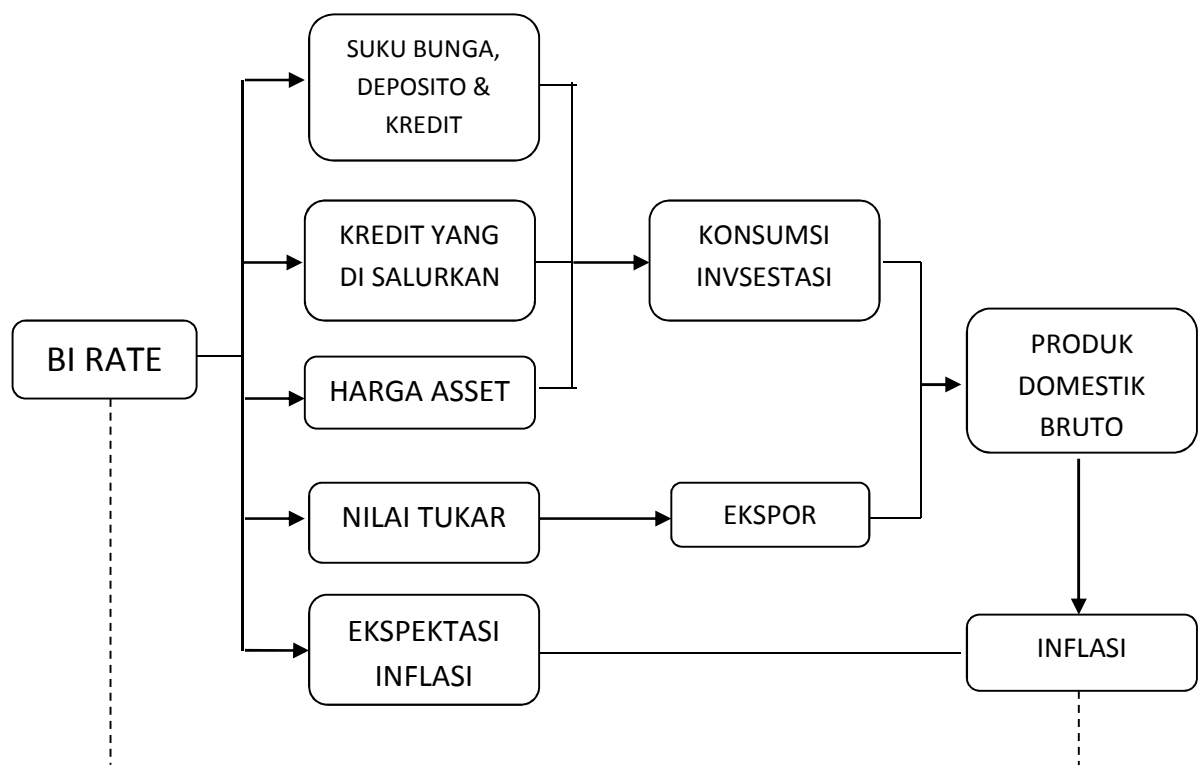 SUKU BUNGA,
DEPOSITO &
KREDIT
KREDIT YANG
DI SALURKAN
KONSUMSI
INVSESTASI
BI RATE
HARGA ASSET
PRODUK
DOMESTIK
BRUTO
NILAI TUKAR
EKSPOR
EKSPEKTASI
INFLASI
INFLASI